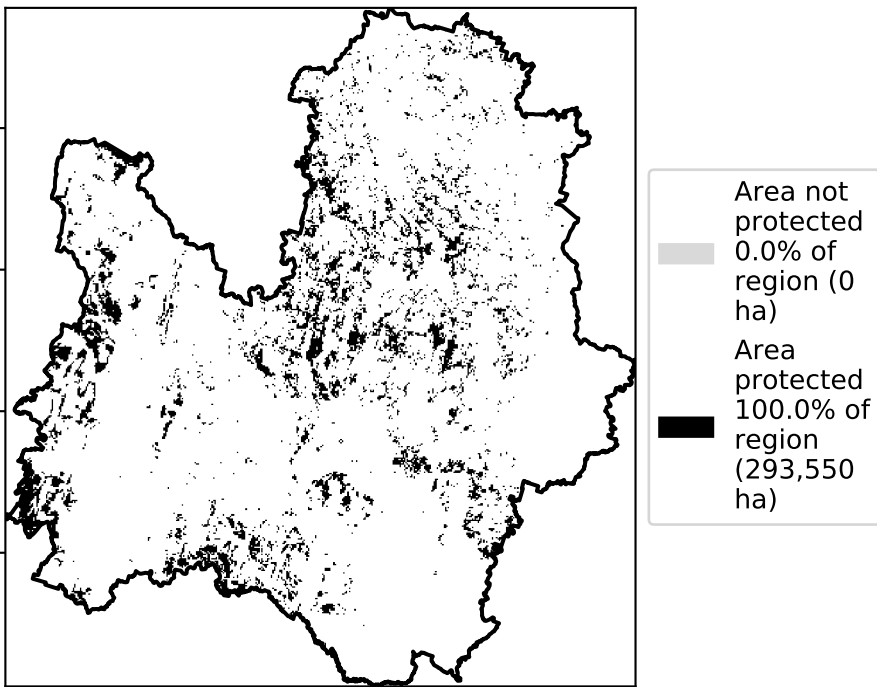 Area not
protected
0.0% of
region (0
ha)
Area
protected
100.0% of
region
(293,550
ha)